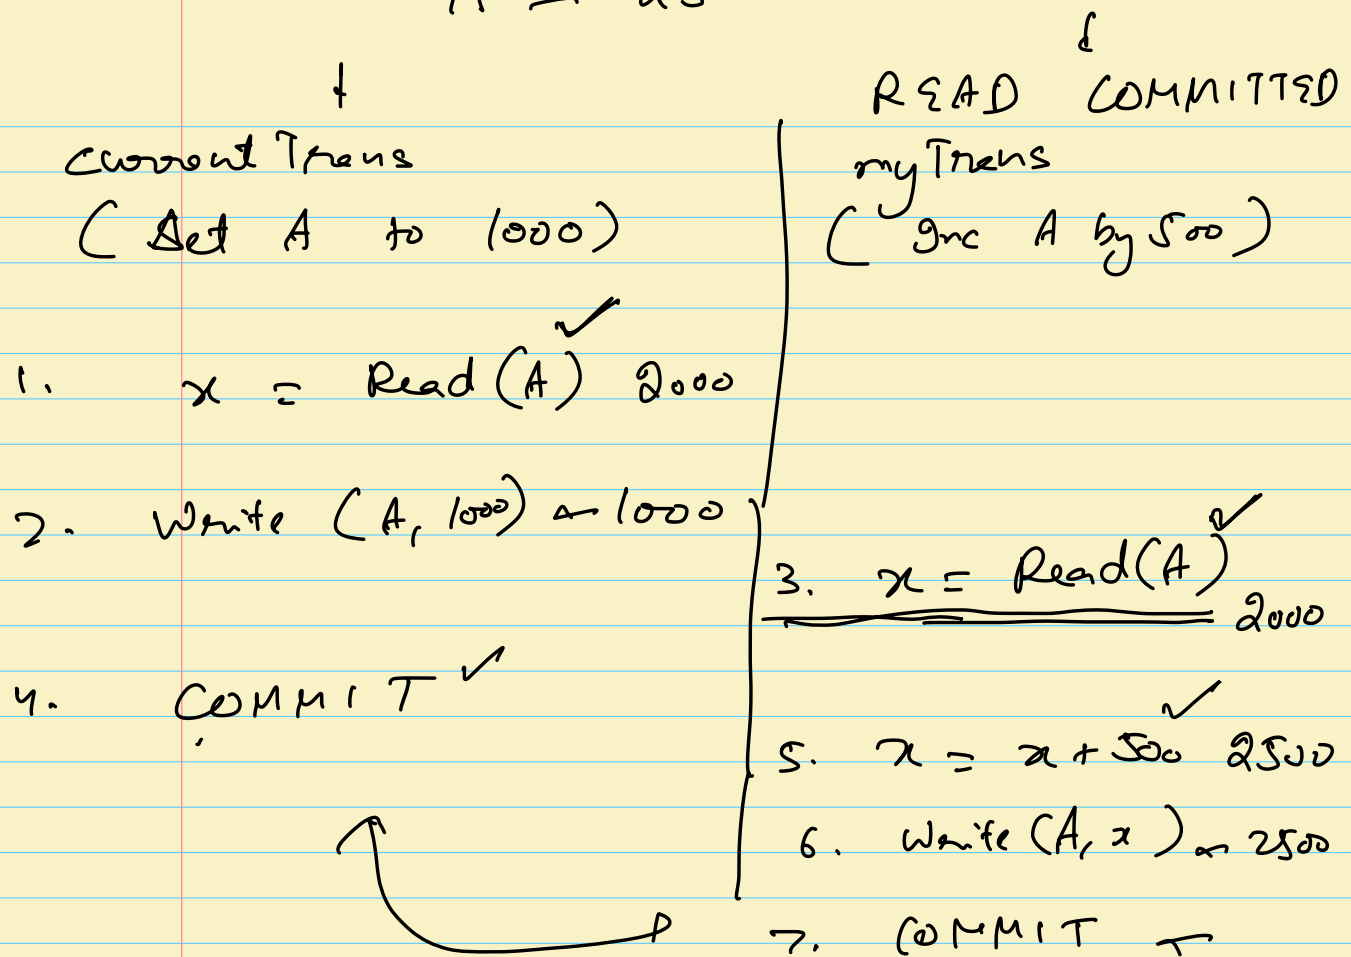 READ COMMITTED
Current Trans
myTrans
(Set A to 1000)
(Inc A by 500)
1. x = Read (A) 2000
2. Write (A, 1000) 1000
3. x = Read(A)
2000
4. COMMIT
5. x = x + 500 2500
6. Write (A, x) 2500
7. COMMIT